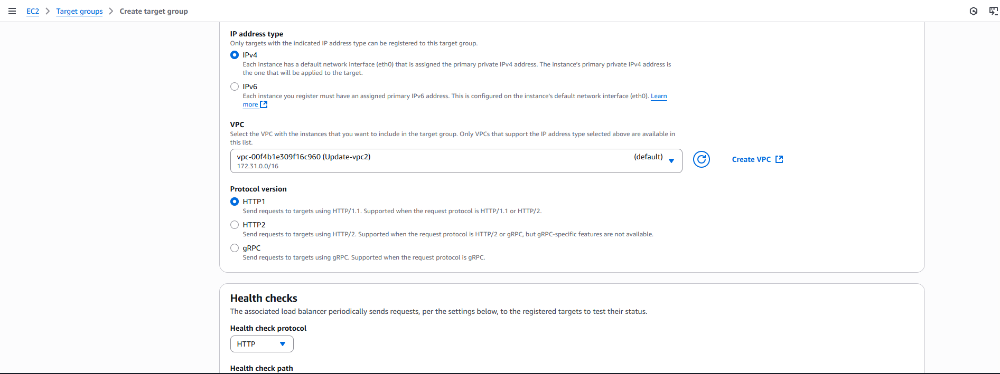 EC2 > Target groups > Create target group
IP address type
Only targets with the indicated IP address type can be registered to this target group.
IPv4
Each instance has a default network interface (eth0) that is assigned the primary private IPv4 address. The instance's primary private IPv4 address is
the one that will be applied to the target.
IPv6
Each instance you register must have an assigned primary IPv6 address. This is configured on the instance's default network interface (eth0). Learn
more
VPC
Select the VPC with the instances that you want to include in the target group. Only VPCs that support the IP address type selected above are available in
this list.
vpc-00f4b1e309f16c960 (Update-vpc2) (default)
172.31.0.0/16
Create VPC
Protocol version
HTTP1
Send requests to targets using HTTP/1.1. Supported when the request protocol is HTTP/1.1 or HTTP/2.
HTTP2
Send requests to targets using HTTP/2. Supported when the request protocol is HTTP/2 or gRPC, but gRPC-specific features are not available.
gRPC
Send requests to targets using gRPC. Supported when the request protocol is gRPC.
Health checks
The associated load balancer periodically sends requests, per the settings below, to the registered targets to test their status.
Health check protocol
HTTP
Health check path